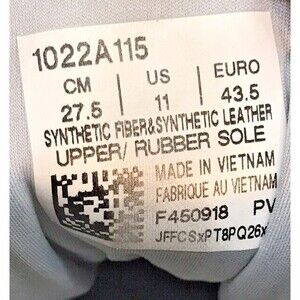 1022A115
CM US EURO
27.5 11 43.5
SYNTHETIC FIBER&SYNTHETIC LEATHER
UPPER/ RUBBER SOLE
MADE IN VIETNAM
FABRIQUE AU VIETNAM
F450918 PV
JFFCSxPT8PQ26x